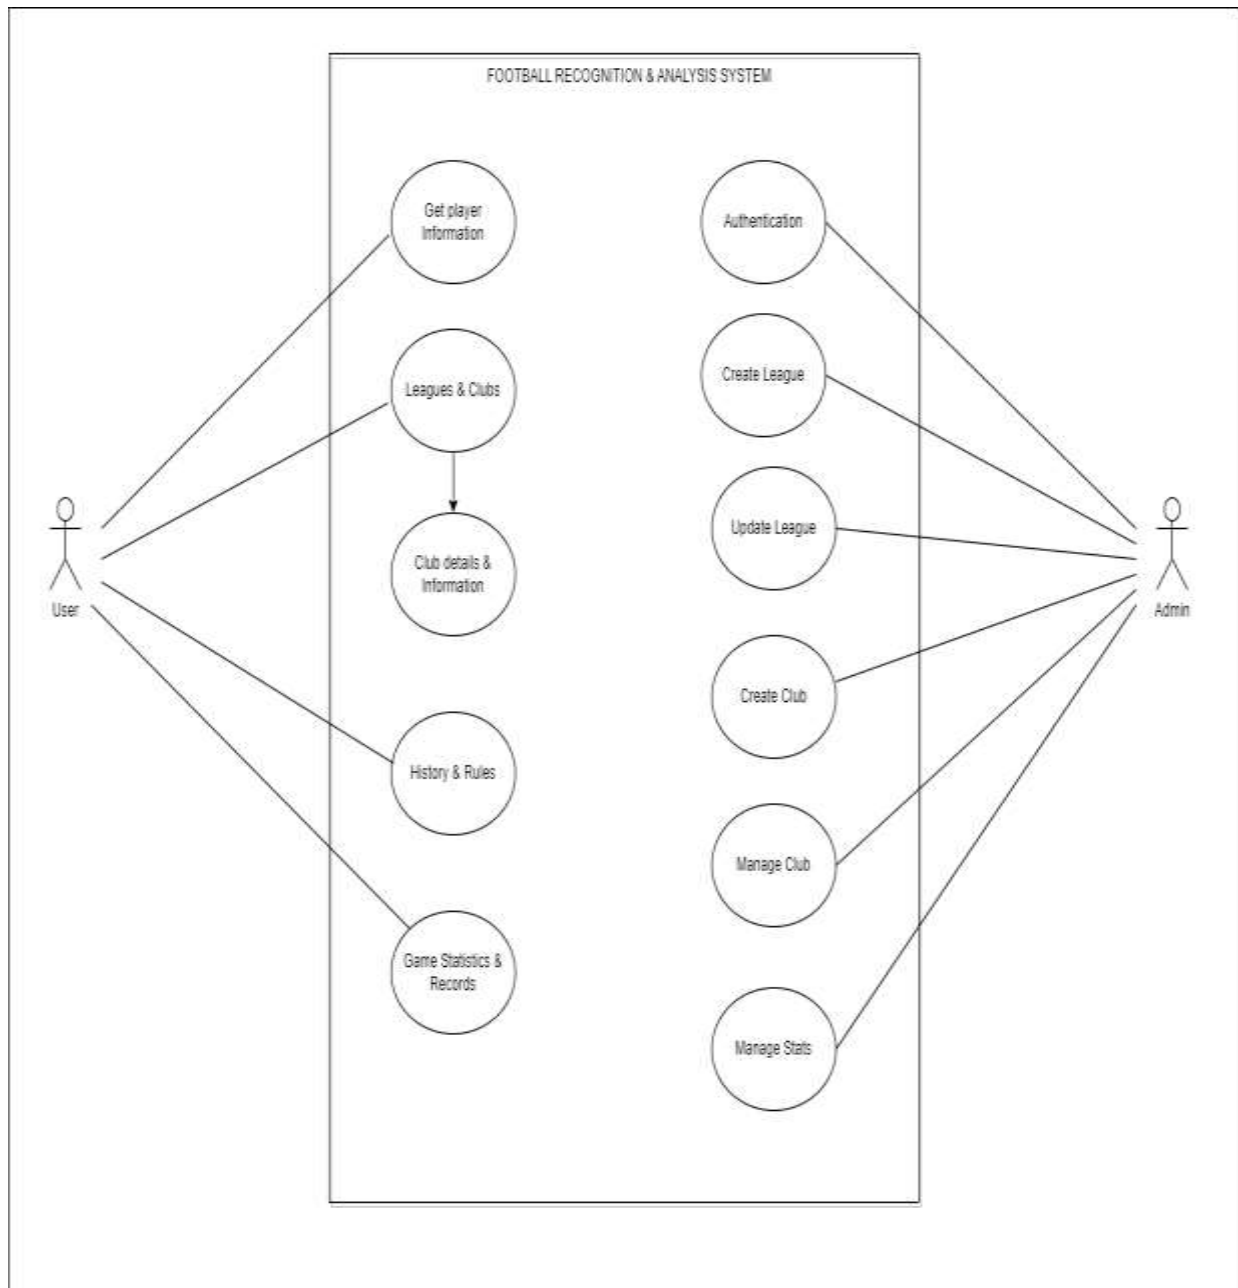 FOOTBALL RECOGNITION & ANALYSIS SYSTEM
Get player
Information
Authentication
Leagues & Clubs
Create League
Club details &
Information
Update League
User
Admin
Create Club
History & Rules
Manage Club
Game Statistics &
Records
Manage Stats